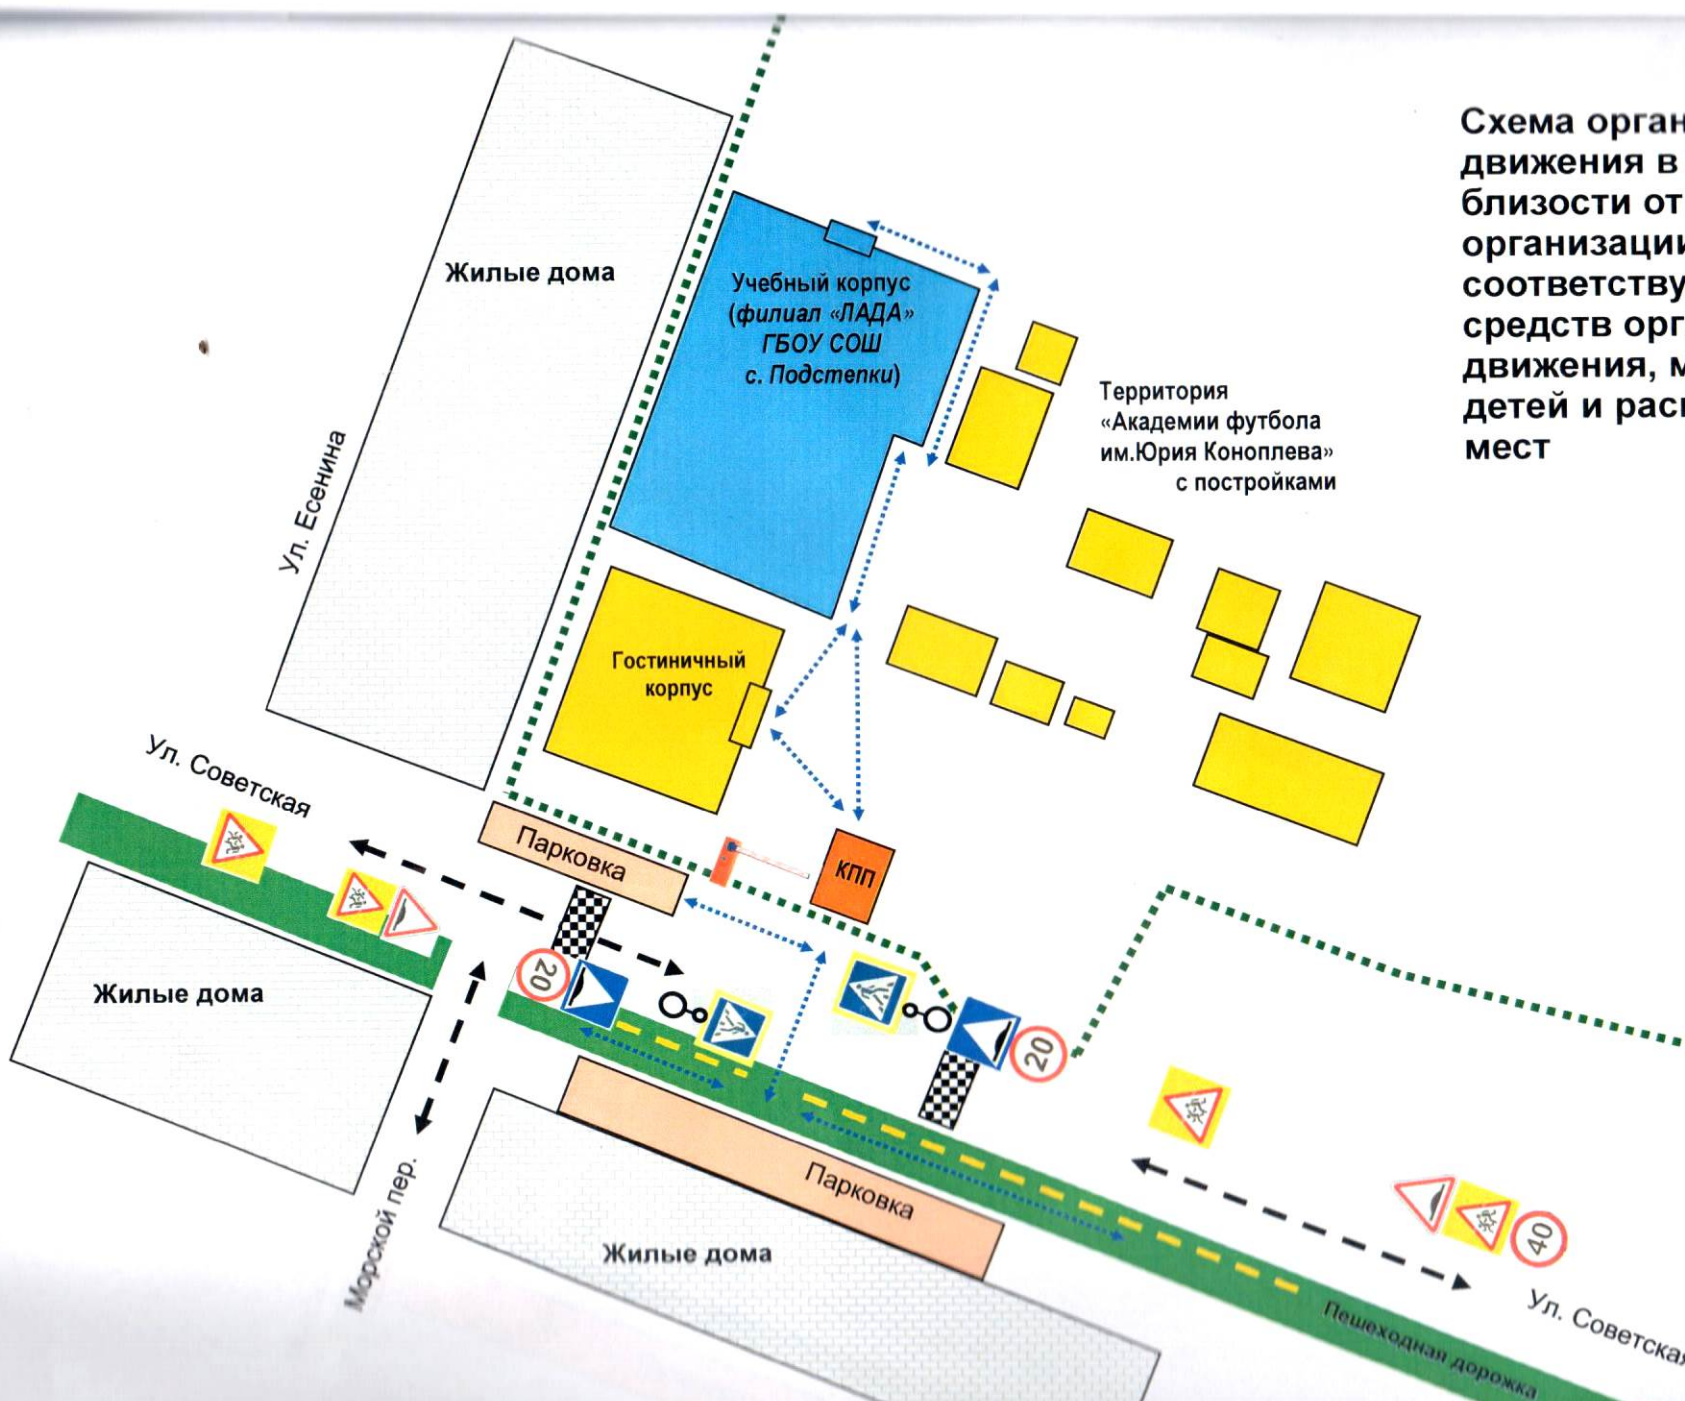 Схема орган
движения в
близости от
организации
соответству
средств орг
движения, м
детей и рас
мест
Жилые дома
Учебный корпус
(филиал «ЛАДА»
ГБОУ СОШ
с. Подстепки)
Территория
«Академии футбола
им.Юрия Коноплева»
с постройками
Ул. Есенина
Гостиничный
корпус
Ул. Советская
Парковка
КПП
Жилые дома
20
20
Морской пер.
Парковка
Жилые дома
40
Ул. Советская
Пешеходная дорожка